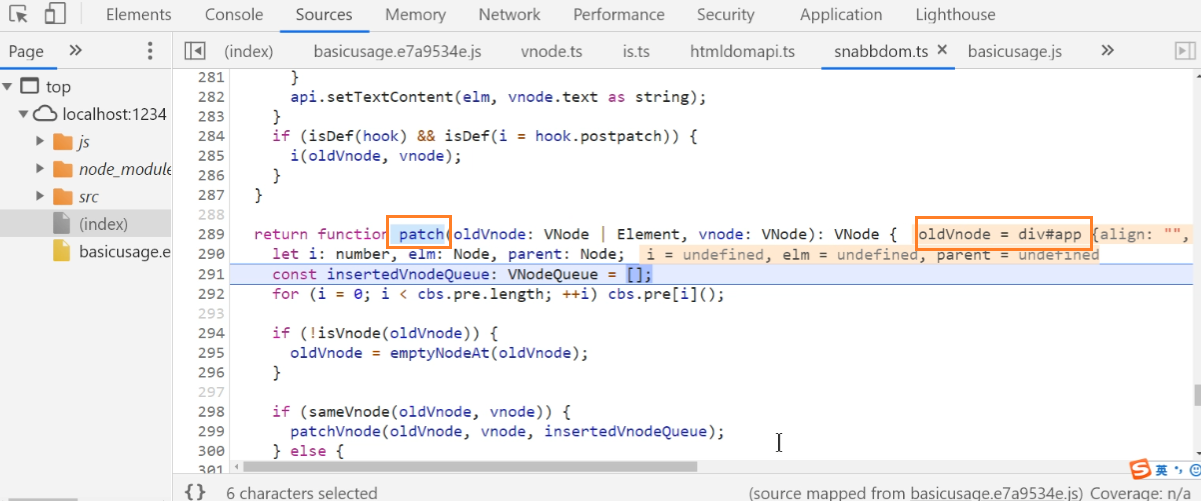 Elements Console Sources Memory Network Performance Security Application Lighthouse
Page » (index) basicusage.e7a9534e.js vnode.ts is.ts htmldomapi.ts snabbdom.ts × basicusage.js »
top
localhost:1234
js
node_module
src
(index)
basicusage
281 }
282 api.setTextContent(elm, vnode.text as string);
283 }
284 if (isDef(hook) && isDef(i = hook.postpatch)) {
285 i(oldVnode, vnode);
286 }
287 }
288
289 return function patch(oldVnode: VNode | Element, vnode: VNode): VNode { oldVnode = div#app {align: "",
290 let i: number, elm: Node, parent: Node; i = undefined, elm = undefined, parent = undefined
291 const insertedVnodeQueue: VNodeQueue = [];
292 for (i = 0; i < cbs.pre.length; ++i) cbs.pre[i]();
293
294 if (!isVnode(oldVnode)) {
295 oldVnode = emptyNodeAt(oldVnode);
296 }
297
298 if (sameVnode(oldVnode, vnode)) {
299 patchVnode(oldVnode, vnode, insertedVnodeQueue);
300 } else {
301
{} 6 characters selected (source mapped from basicusage.e7a9534e.js) Coverage: n/a
S 英